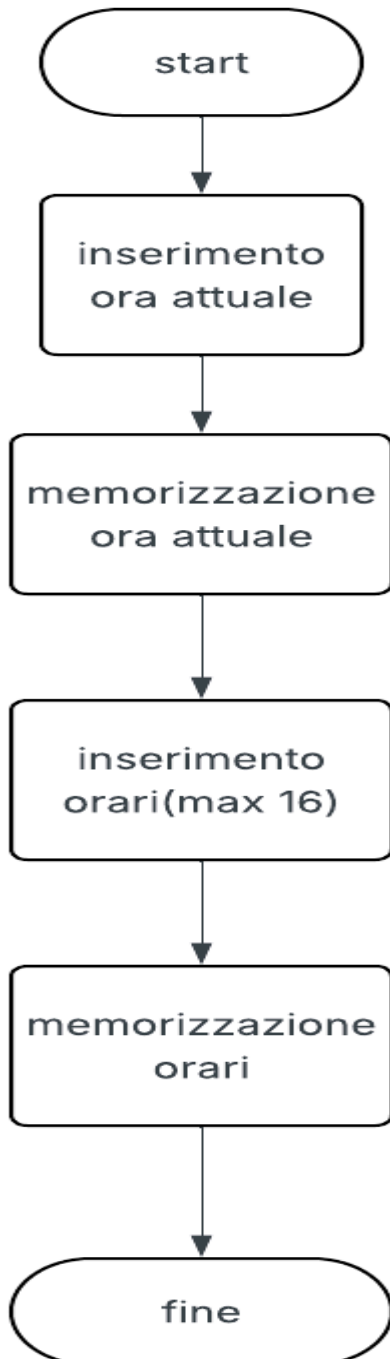 start
inserimento
ora attuale
memorizzazione
ora attuale
inserimento
orari(max 16)
memorizzazione
orari
fine